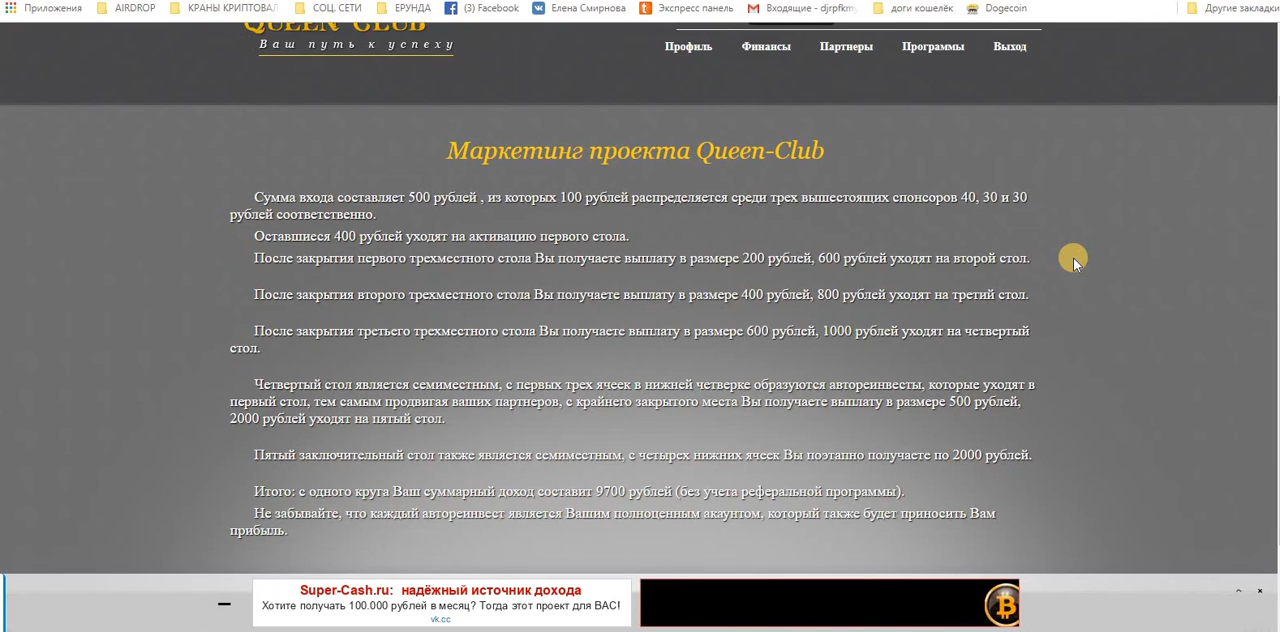 Приложения AIRDROP КРАНЫ КРИПТОВАЛ СОЦ. СЕТИ ЕРУНДА (3) Facebook Елена Смирнова Экспресс панель Входящие - djrpfkm доги кошелёк Dogecoin Другие закладки
QUEEN CLUB
Ваш путь к успеху
Профиль Финансы Партнеры Программы Выход
Маркетинг проекта Queen-Club
Сумма входа составляет 500 рублей , из которых 100 рублей распределяется среди трех вышестоящих спонсоров 40, 30 и 30
рублей соответственно.
Оставшиеся 400 рублей уходят на активацию первого стола.
После закрытия первого трехместного стола Вы получаете выплату в размере 200 рублей, 600 рублей уходят на второй стол.
После закрытия второго трехместного стола Вы получаете выплату в размере 400 рублей, 800 рублей уходят на третий стол.
После закрытия третьего трехместного стола Вы получаете выплату в размере 600 рублей, 1000 рублей уходят на четвертый
стол.
Четвертый стол является семиместным, с первых трех ячеек в нижней четверке образуются автореинвесты, которые уходят в
первый стол, тем самым продвигая ваших партнеров, с крайнего закрытого места Вы получаете выплату в размере 500 рублей,
2000 рублей уходят на пятый стол.
Пятый заключительный стол также является семиместным, с четырех нижних ячеек Вы поэтапно получаете по 2000 рублей.
Итого: с одного круга Ваш суммарный доход составит 9700 рублей (без учета реферальной программы).
Не забывайте, что каждый автореинвест является Вашим полноценным акаунтом, который также будет приносить Вам
прибыль.
Super-Cash.ru: надёжный источник дохода
Хотите получать 100.000 рублей в месяц? Тогда этот проект для ВАС!
vk.cc